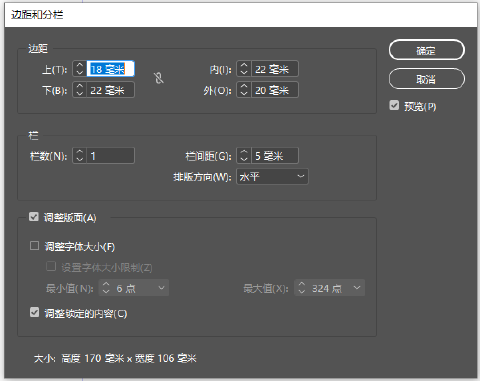 边距和分栏
边距
上(T): 18 毫米 内(I): 22 毫米
下(B): 22 毫米 外(O): 20 毫米
确定
取消
预览(P)
栏
栏数(N): 1 栏间距(G): 5 毫米
排版方向(W): 水平
调整版面(A)
调整字体大小(F)
设置字体大小限制(Z)
最小值(N): 6 点 最大值(X): 324 点
调整锁定的内容(C)
大小: 高度 170 毫米 x 宽度 106 毫米